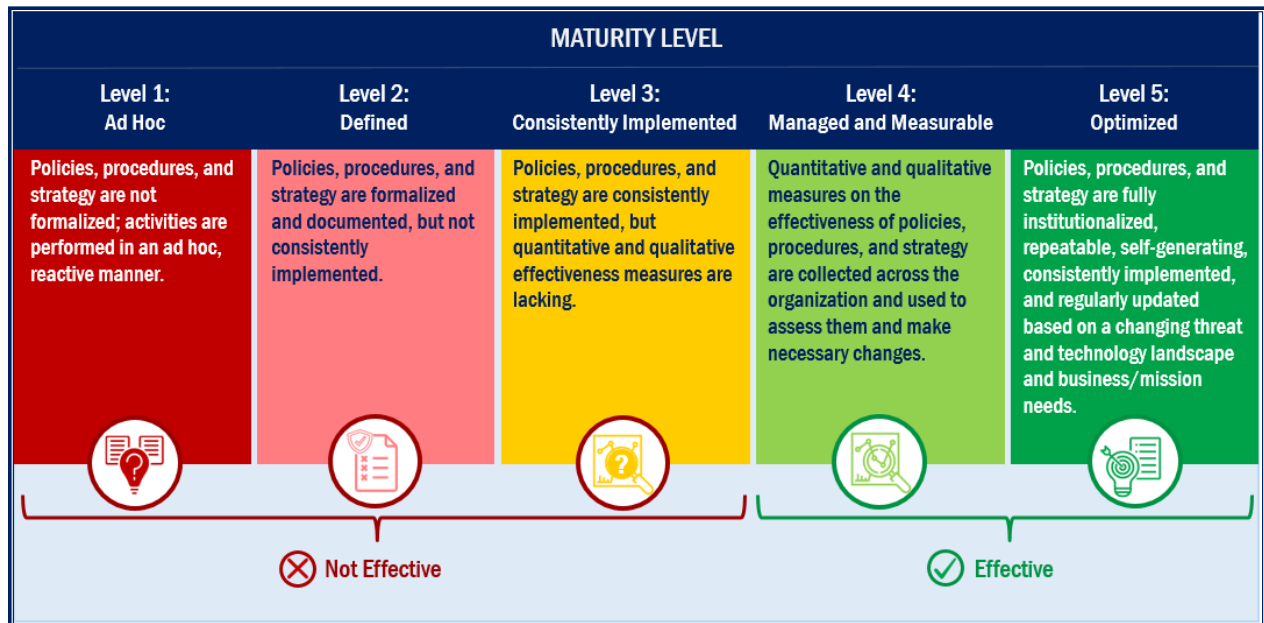 MATURITY LEVEL
Level 1:
Ad Hoc
Level 2:
Defined
Level 3:
Consistently Implemented
Level 4:
Managed and Measurable
Level 5:
Optimized
Policies, procedures, and
strategy are not
formalized; activities are
performed in an ad hoc,
reactive manner.
Policies, procedures, and
strategy are formalized
and documented, but not
consistently
implemented.
Policies, procedures, and
strategy are consistently
implemented, but
quantitative and qualitative
effectiveness measures are
lacking.
Quantitative and qualitative
measures on the
effectiveness of policies,
procedures, and strategy
are collected across the
organization and used to
assess them and make
necessary changes.
Policies, procedures, and
strategy are fully
institutionalized,
repeatable, self-generating,
consistently implemented,
and regularly updated
based on a changing threat
and technology landscape
and business/mission
needs.
?
?
Not Effective
Effective